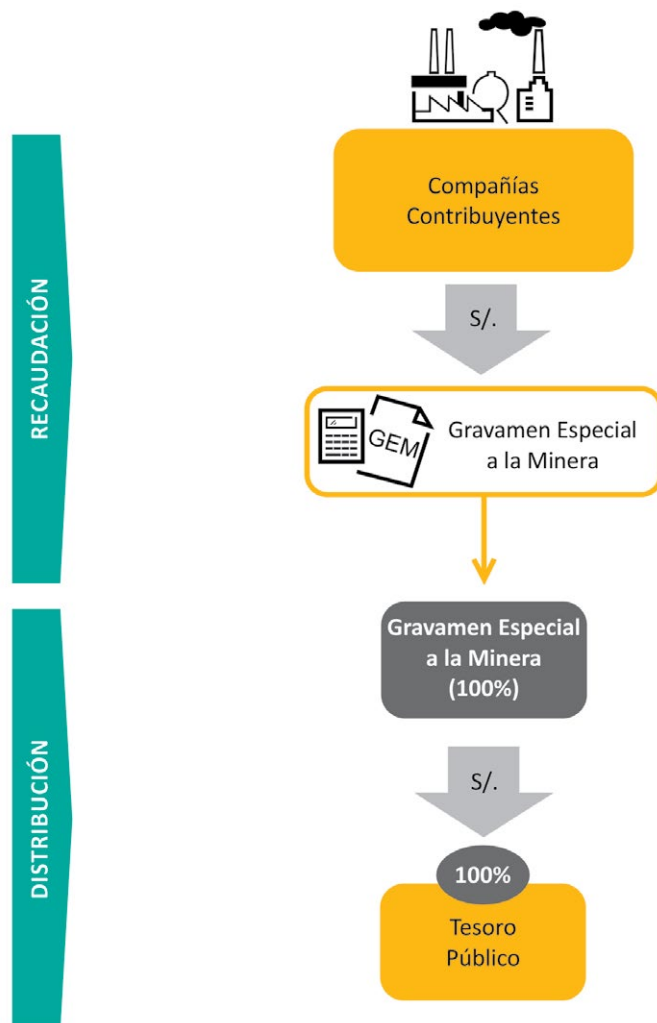 RECAUDACIÓN
Compañías
Contribuyentes
S/.
GEM
Gravamen Especial
a la Minera
DISTRIBUCIÓN
Gravamen Especial
a la Minera
(100%)
S/.
100%
Tesoro
Público